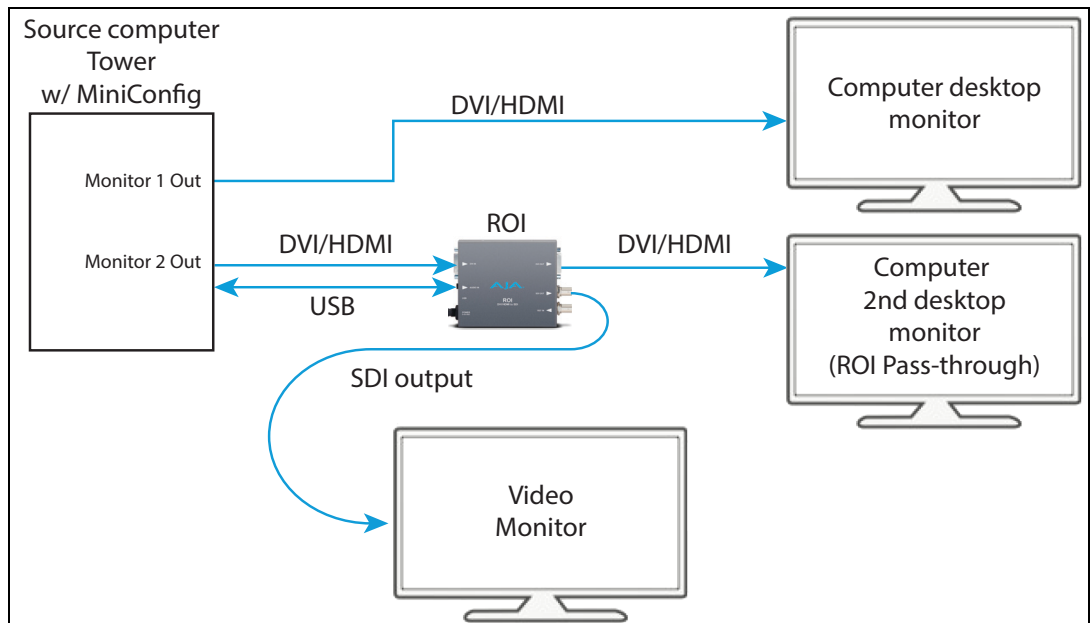 Source computer
Tower
w/ MiniConfig
Monitor 1 Out
Monitor 2 Out
DVI/HDMI
Computer desktop
monitor
DVI/HDMI
USB
ROI
AJA
ROI
DVI/HDMI
Computer
2nd desktop
monitor
(ROI Pass-through)
SDI output
Video
Monitor